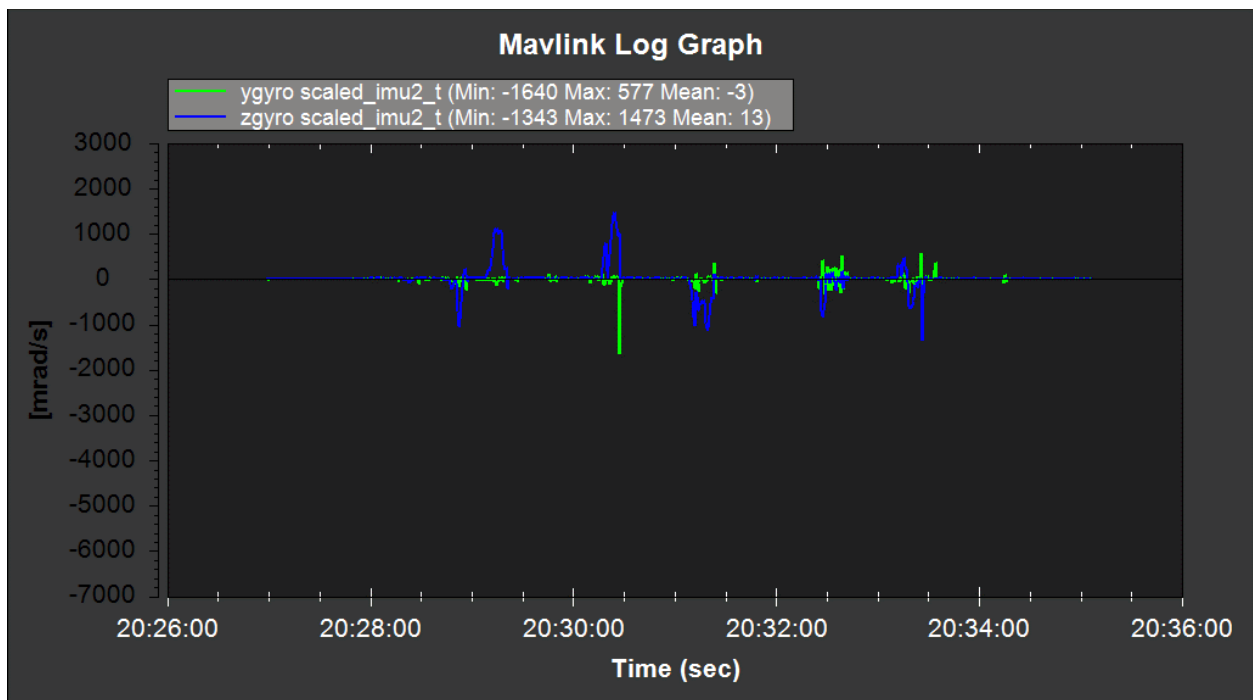 Mavlink Log Graph
ygyro scaled_imu2_t (Min: -1640 Max: 577 Mean: -3)
zgyro scaled_imu2_t (Min: -1343 Max: 1473 Mean: 13)
3000
2000
1000
0
-1000
-2000
-3000
-4000
-5000
-6000
-7000
[mrad/s]
20:26:00 20:28:00 20:30:00 20:32:00 20:34:00 20:36:00
Time (sec)